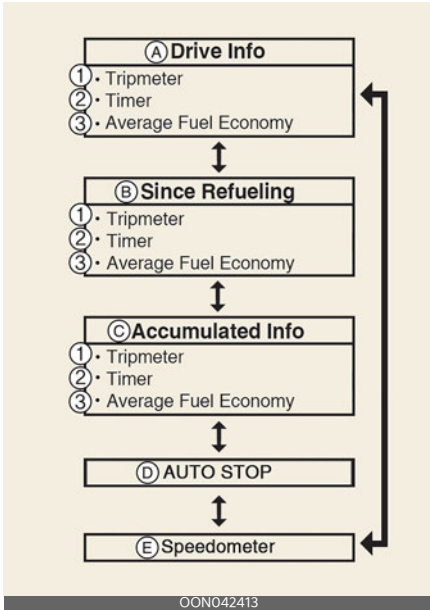 Ⓐ Drive Info
① • Tripmeter
② • Timer
③ • Average Fuel Economy
Ⓑ Since Refueling
① • Tripmeter
② • Timer
③ • Average Fuel Economy
Ⓒ Accumulated Info
① • Tripmeter
② • Timer
③ • Average Fuel Economy
Ⓓ AUTO STOP
Ⓔ Speedometer
OON042413